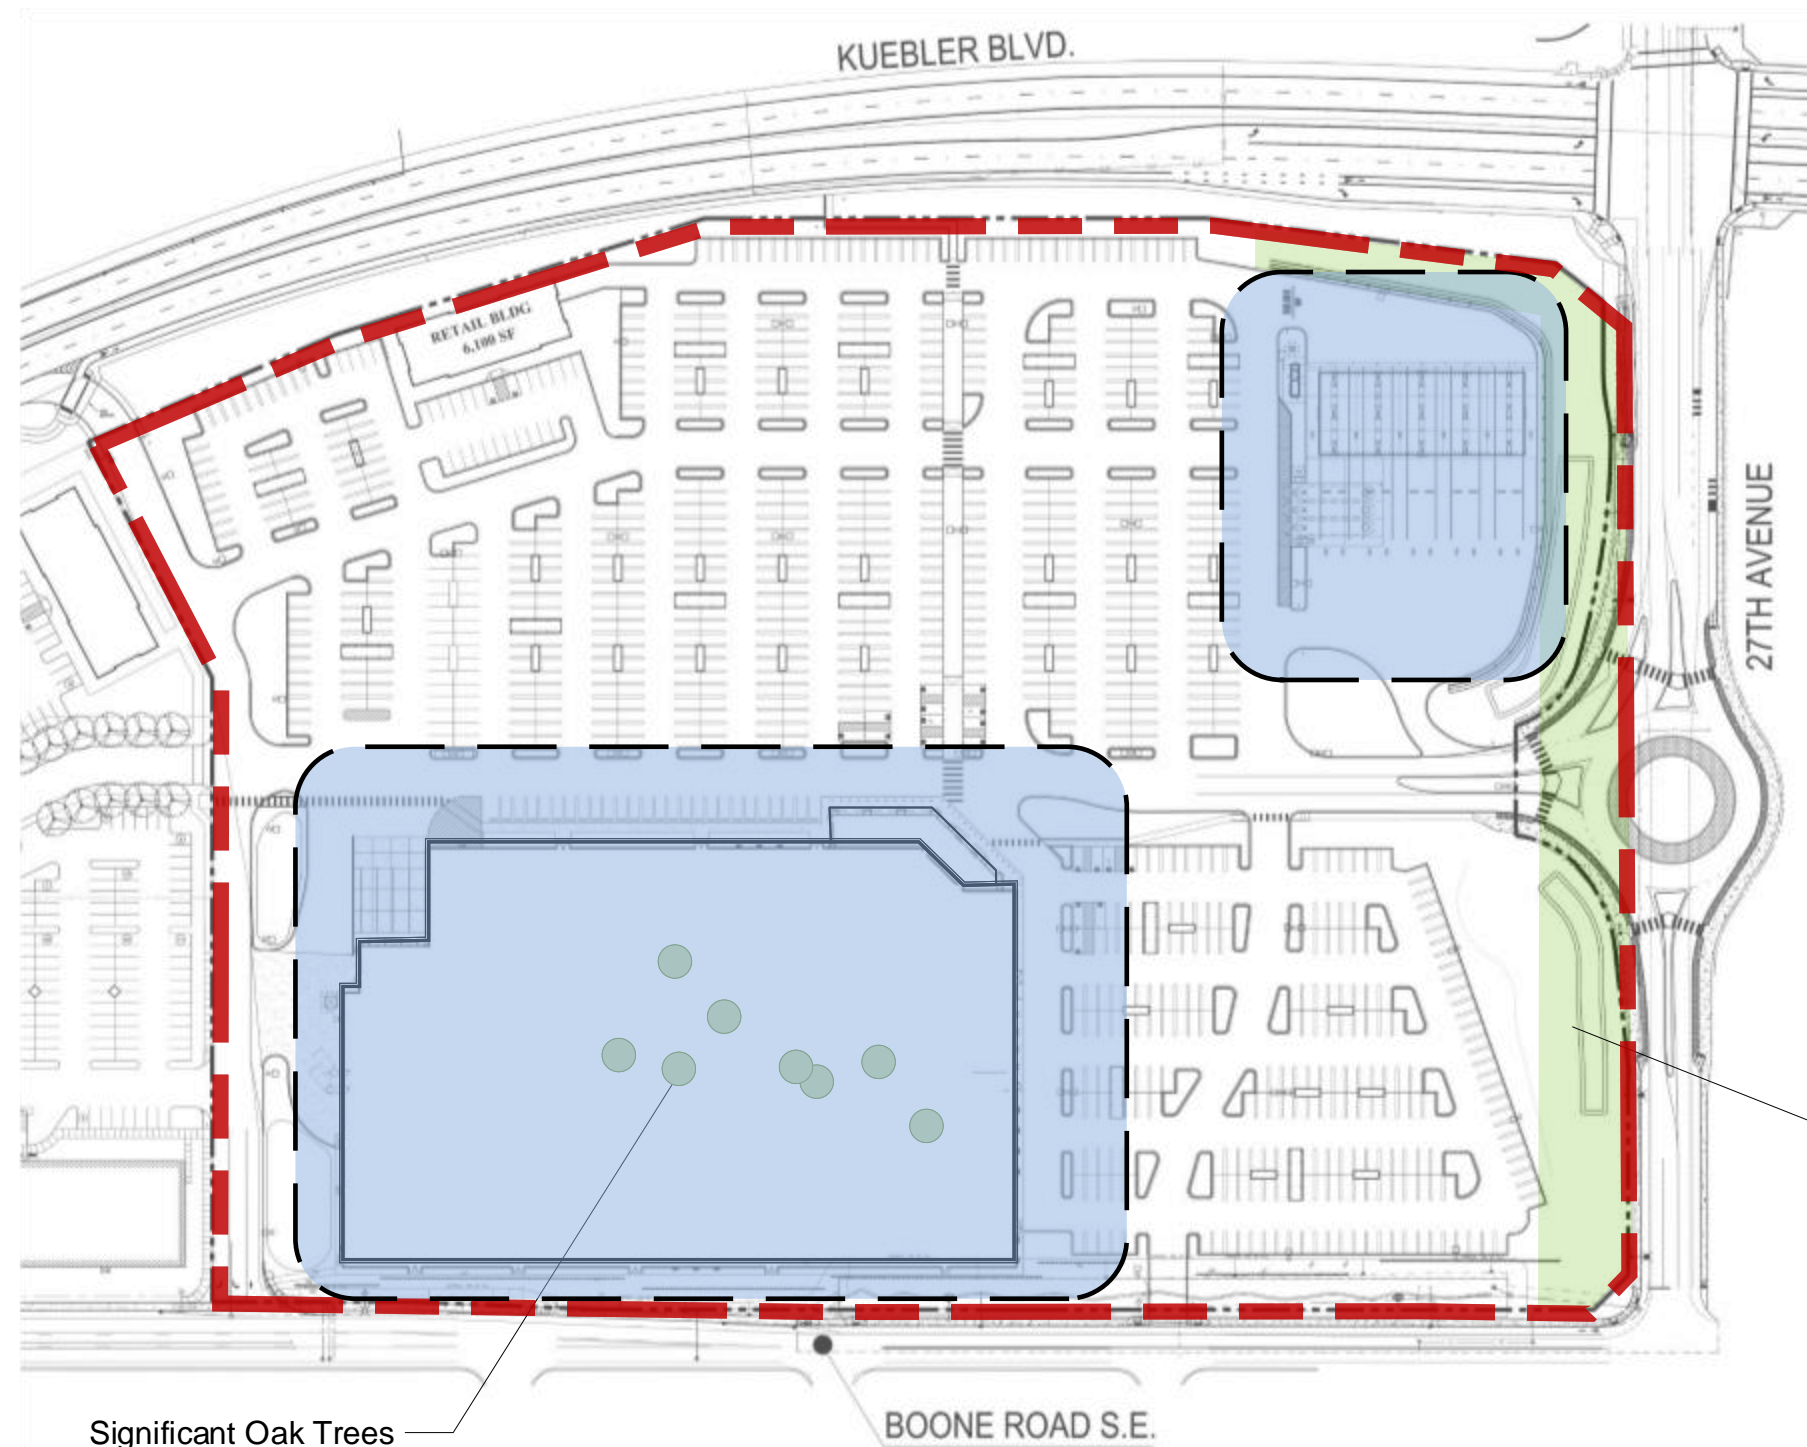 KUEBLER BLVD.
RETAIL BLDG
6,100 SF
27TH AVENUE
Significant Oak Trees
BOONE ROAD S.E.